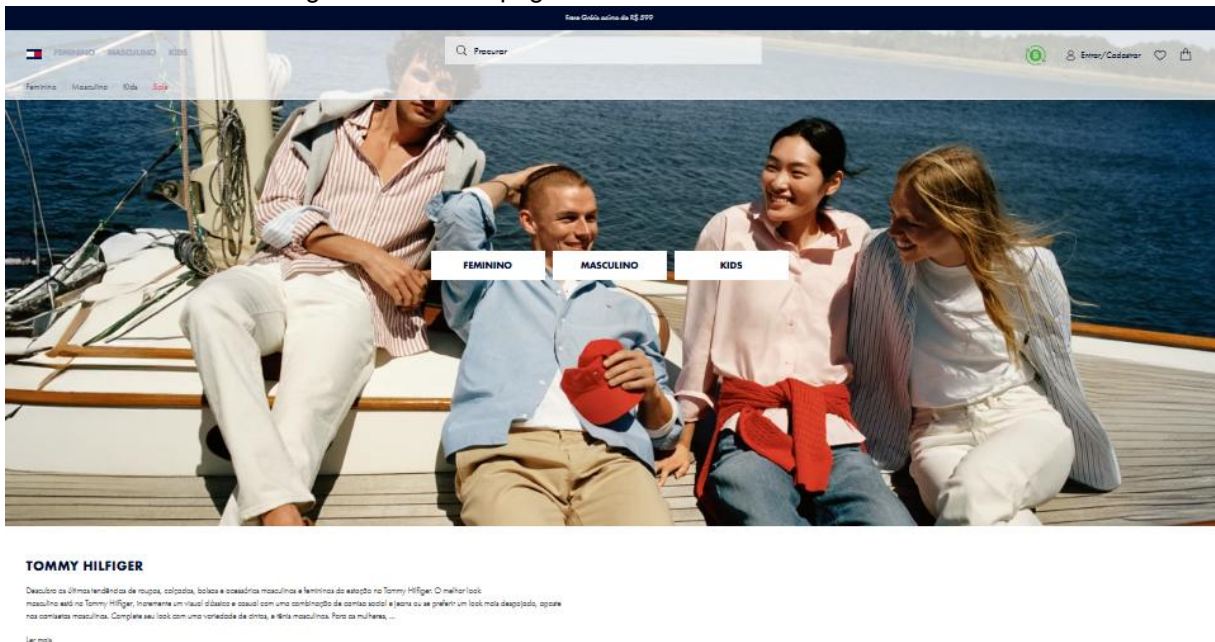 Frete Grátis acima de R$ 599
FEMININO MASCULINO KIDS
Procurar
Entrar/Cadastrar
Feminino Masculino Kids Sale
FEMININO MASCULINO KIDS
TOMMY HILFIGER
Descubra as últimas tendências de roupas, calçados, bolsas e acessórios masculinos e femininos da estação na Tommy Hilfiger. O melhor look
masculino está na Tommy Hilfiger, incremente um visual clássico e casual com uma combinação de camisa social e jeans ou se preferir um look mais despojado, aposte
nas camisetas masculinas. Complete seu look com uma variedade de cintos, e tênis masculinos. Para as mulheres, ...
Ler mais